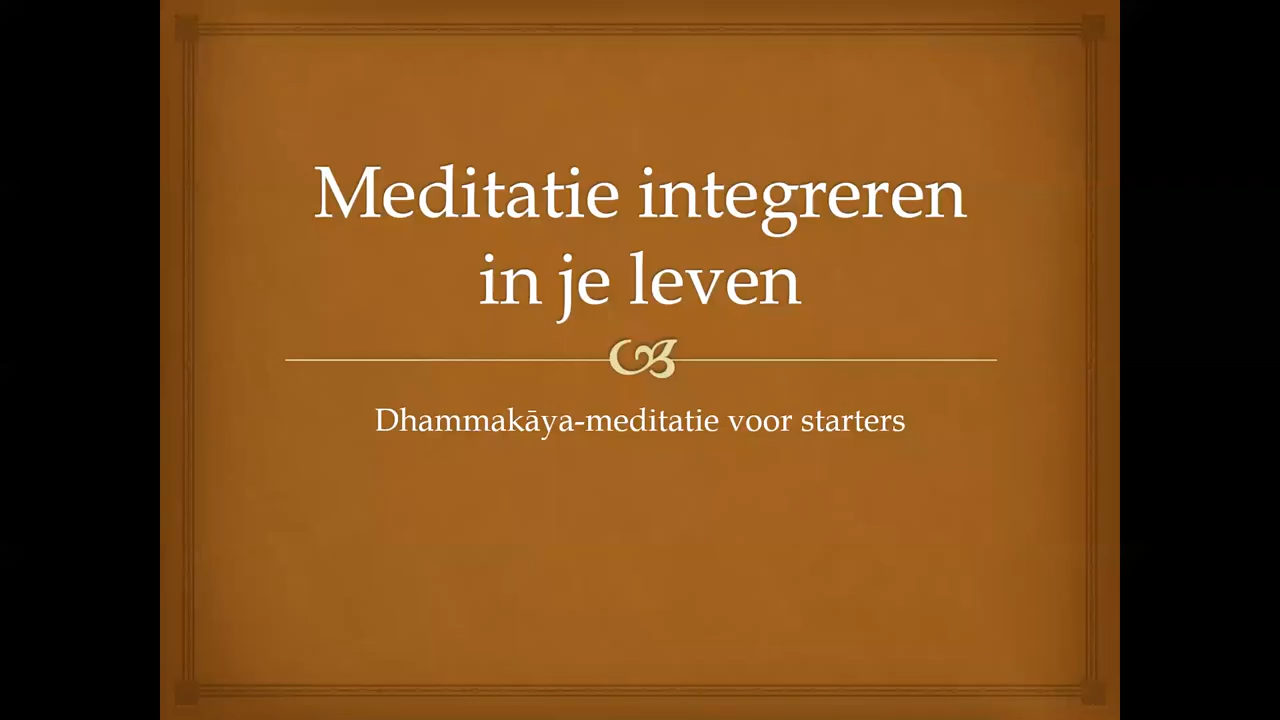 Meditatie integreren
in je leven
Dhammakāya-meditatie voor starters